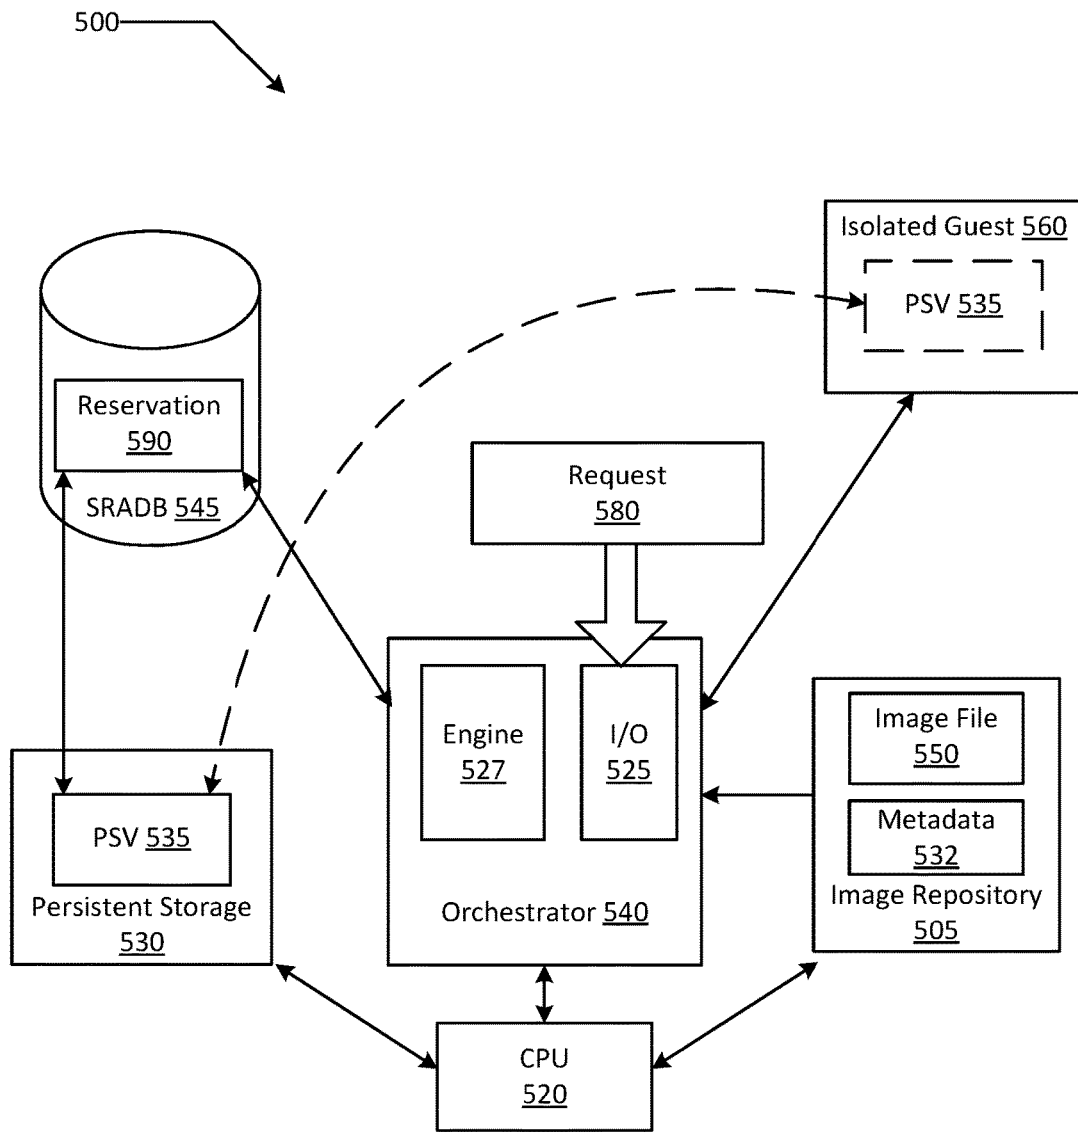 500
Isolated Guest 560
PSV 535
Reservation
590
SRADB 545
Request
580
Engine
527
I/O
525
Image File
550
Metadata
532
Image Repository
505
PSV 535
Persistent Storage
530
Orchestrator 540
CPU
520